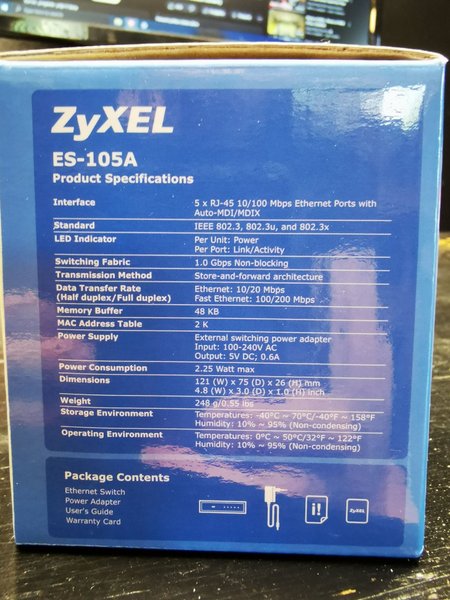 ZyXEL
ES-105A
Product Specifications
Interface 5 x RJ-45 10/100 Mbps Ethernet Ports with
Auto-MDI/MDIX
Standard IEEE 802.3, 802.3u, and 802.3x
LED Indicator Per Unit: Power
Per Port: Link/Activity
Switching Fabric 1.0 Gbps Non-blocking
Transmission Method Store-and-forward architecture
Data Transfer Rate Ethernet: 10/20 Mbps
(Half duplex/Full duplex) Fast Ethernet: 100/200 Mbps
Memory Buffer 48 KB
MAC Address Table 2 K
Power Supply External switching power adapter
Input: 100-240V AC
Output: 5V DC; 0.6A
Power Consumption 2.25 Watt max
Dimensions 121 (W) x 75 (D) x 26 (H) mm
4.8 (W) x 3.0 (D) x 1.0 (H) inch
Weight 248 g/0.55 lbs
Storage Environment Temperatures: -40°C ~ 70°C/-40°F ~ 158°F
Humidity: 10% ~ 95% (Non-condensing)
Operating Environment Temperatures: 0°C ~ 50°C/32°F ~ 122°F
Humidity: 10% ~ 95% (Non-condensing)
Package Contents
Ethernet Switch
Power Adapter
User's Guide
Warranty Card
i!
ZyXEL